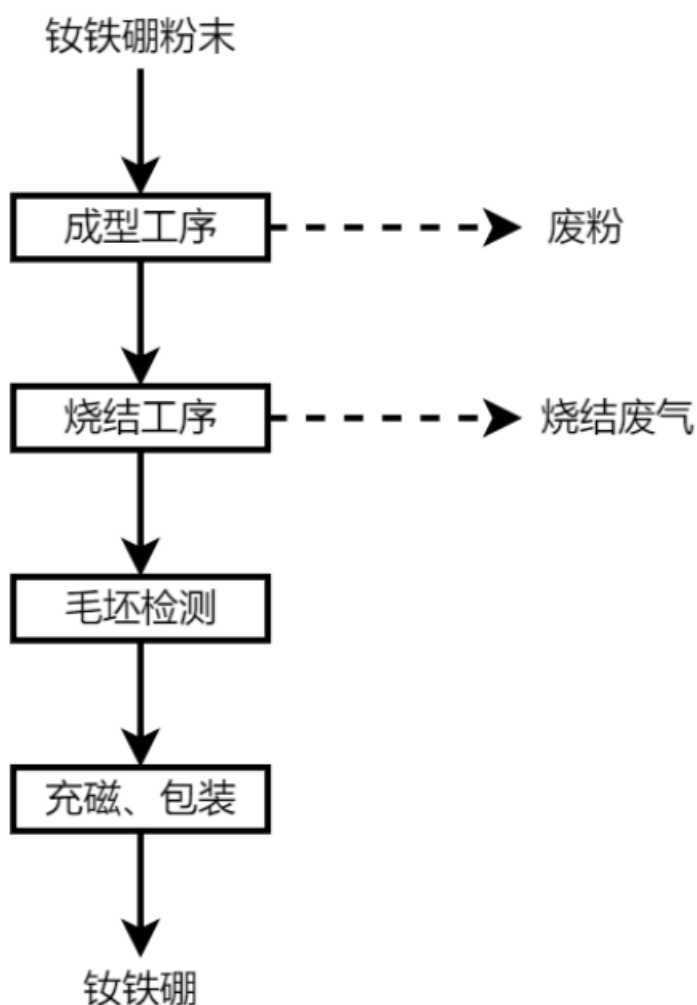 钕铁硼粉末
成型工序
废粉
烧结工序
烧结废气
毛坯检测
充磁、包装
钕铁硼